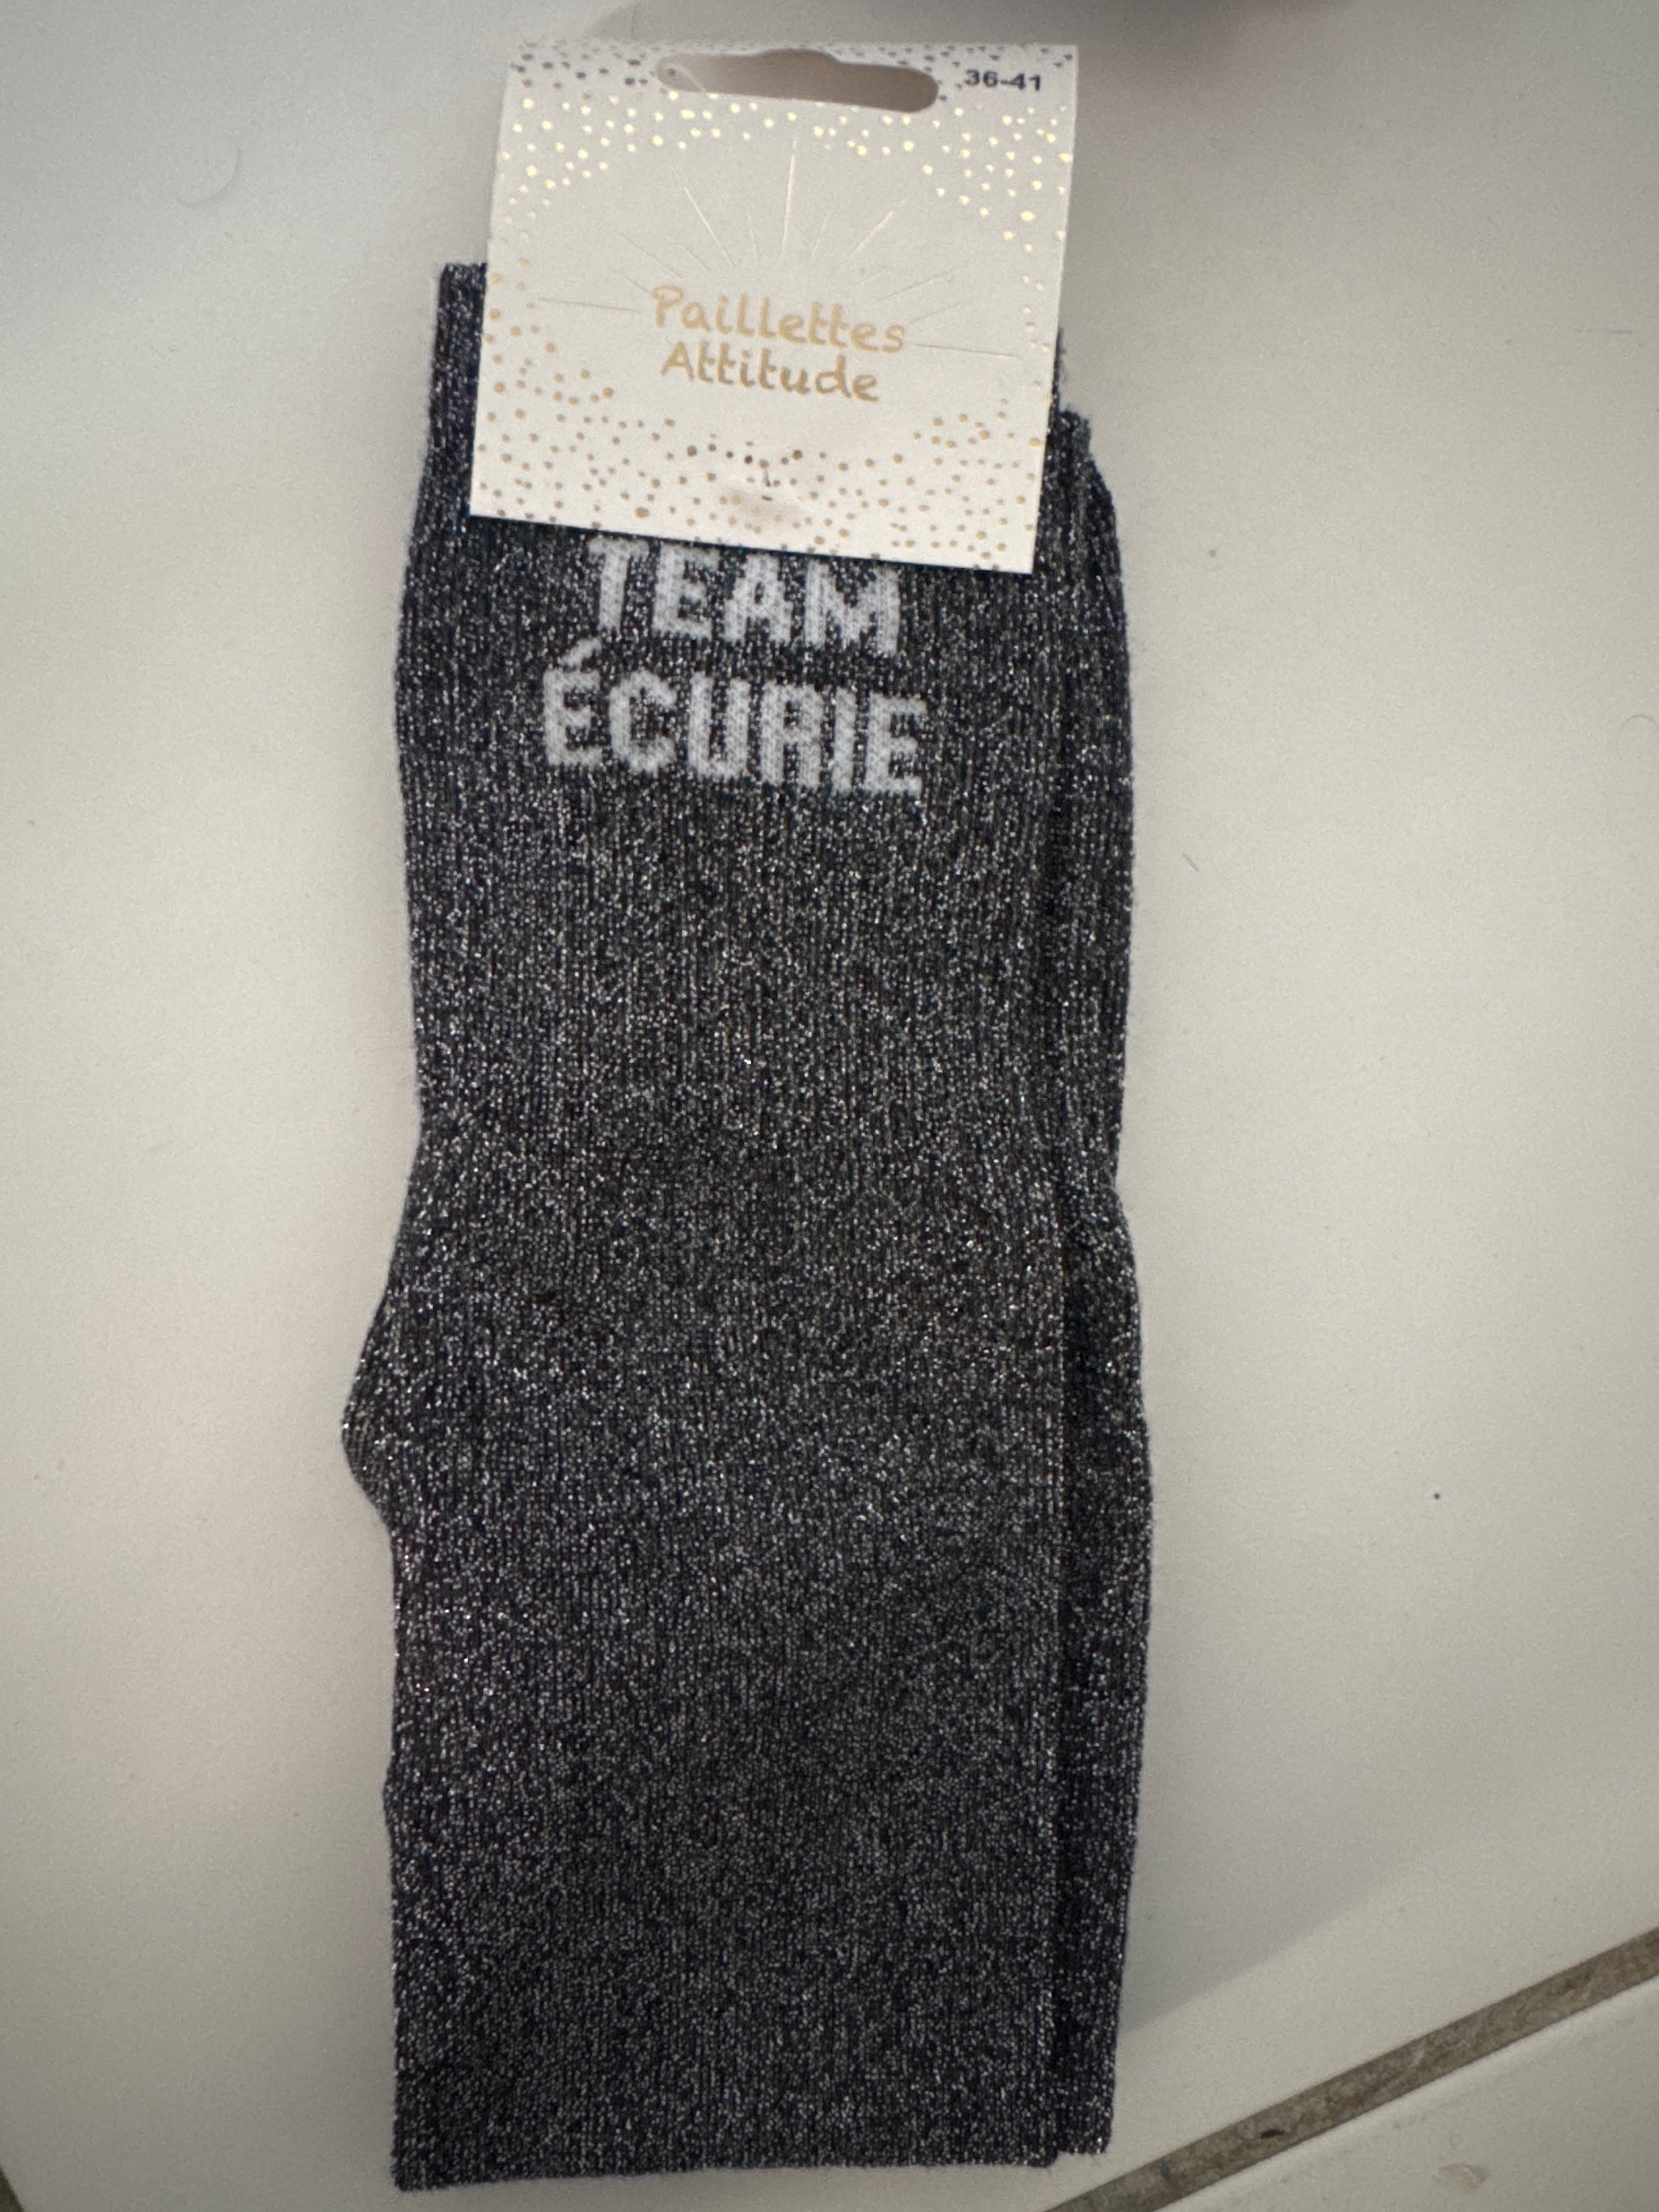 36-41
Paillettes
Attitude
TEAM
ÉCURIE